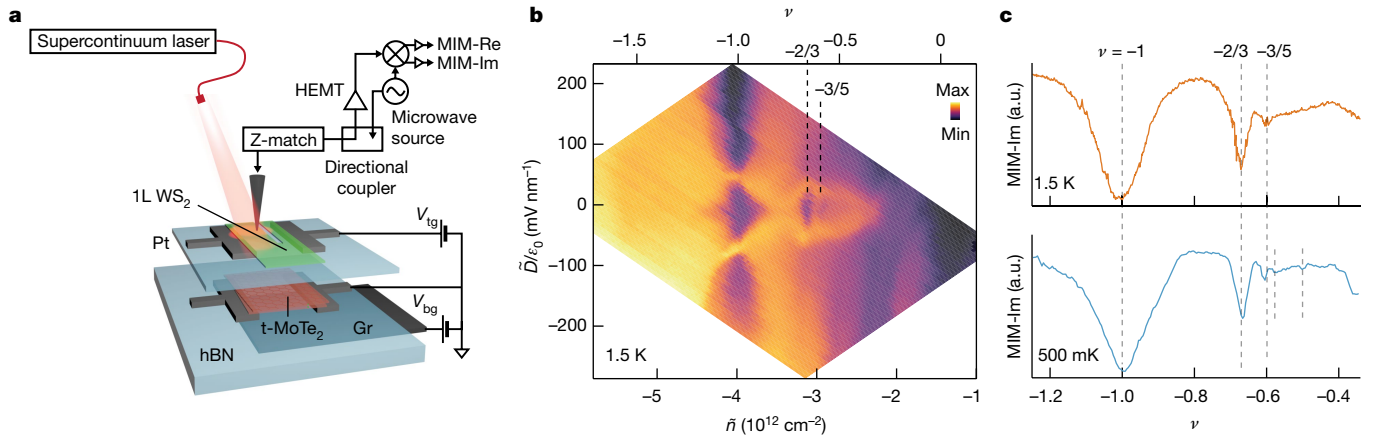 a
Supercontinuum laser
MIM-Re
MIM-Im
HEMT
Microwave
source
Z-match
Directional
coupler
1L WS₂
Pt
V_tg
V_bg
t-MoTe₂
Gr
hBN
b
ν
−1.5 −1.0 −2/3 −0.5 0
−3/5
Max
Min
200
100
0
−100
−200
D̃/ε₀ (mV nm⁻¹)
1.5 K
−5 −4 −3 −2 −1
ñ (10¹² cm⁻²)
c
ν = −1 −2/3 −3/5
MIM-Im (a.u.)
1.5 K
MIM-Im (a.u.)
500 mK
−1.2 −1.0 −0.8 −0.6 −0.4
ν